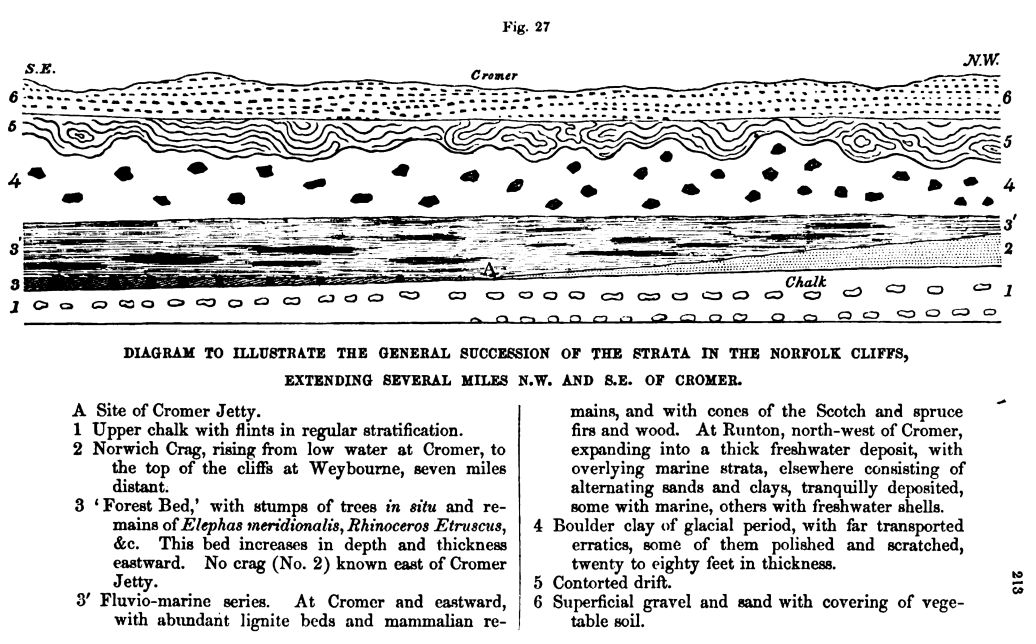 Fig. 27
S.E.
N.W.
Cromer
6
6
5
5
4
4
3'
3'
2
A
3
Chalk
1
1
DIAGRAM TO ILLUSTRATE THE GENERAL SUCCESSION OF THE STRATA IN THE NORFOLK CLIFFS,
EXTENDING SEVERAL MILES N.W. AND S.E. OF CROMER.
A Site of Cromer Jetty.
1 Upper chalk with flints in regular stratification.
2 Norwich Crag, rising from low water at Cromer, to
the top of the cliffs at Weybourne, seven miles
distant.
3 ‘Forest Bed,’ with stumps of trees in situ and re-
mains of Elephas meridionalis, Rhinoceros Etruscus,
&c. This bed increases in depth and thickness
eastward. No crag (No. 2) known east of Cromer
Jetty.
3′ Fluvio-marine series. At Cromer and eastward,
with abundant lignite beds and mammalian re-
mains, and with cones of the Scotch and spruce
firs and wood. At Runton, north-west of Cromer,
expanding into a thick freshwater deposit, with
overlying marine strata, elsewhere consisting of
alternating sands and clays, tranquilly deposited,
some with marine, others with freshwater shells.
4 Boulder clay of glacial period, with far transported
erratics, some of them polished and scratched,
twenty to eighty feet in thickness.
5 Contorted drift.
6 Superficial gravel and sand with covering of vege-
table soil.
213